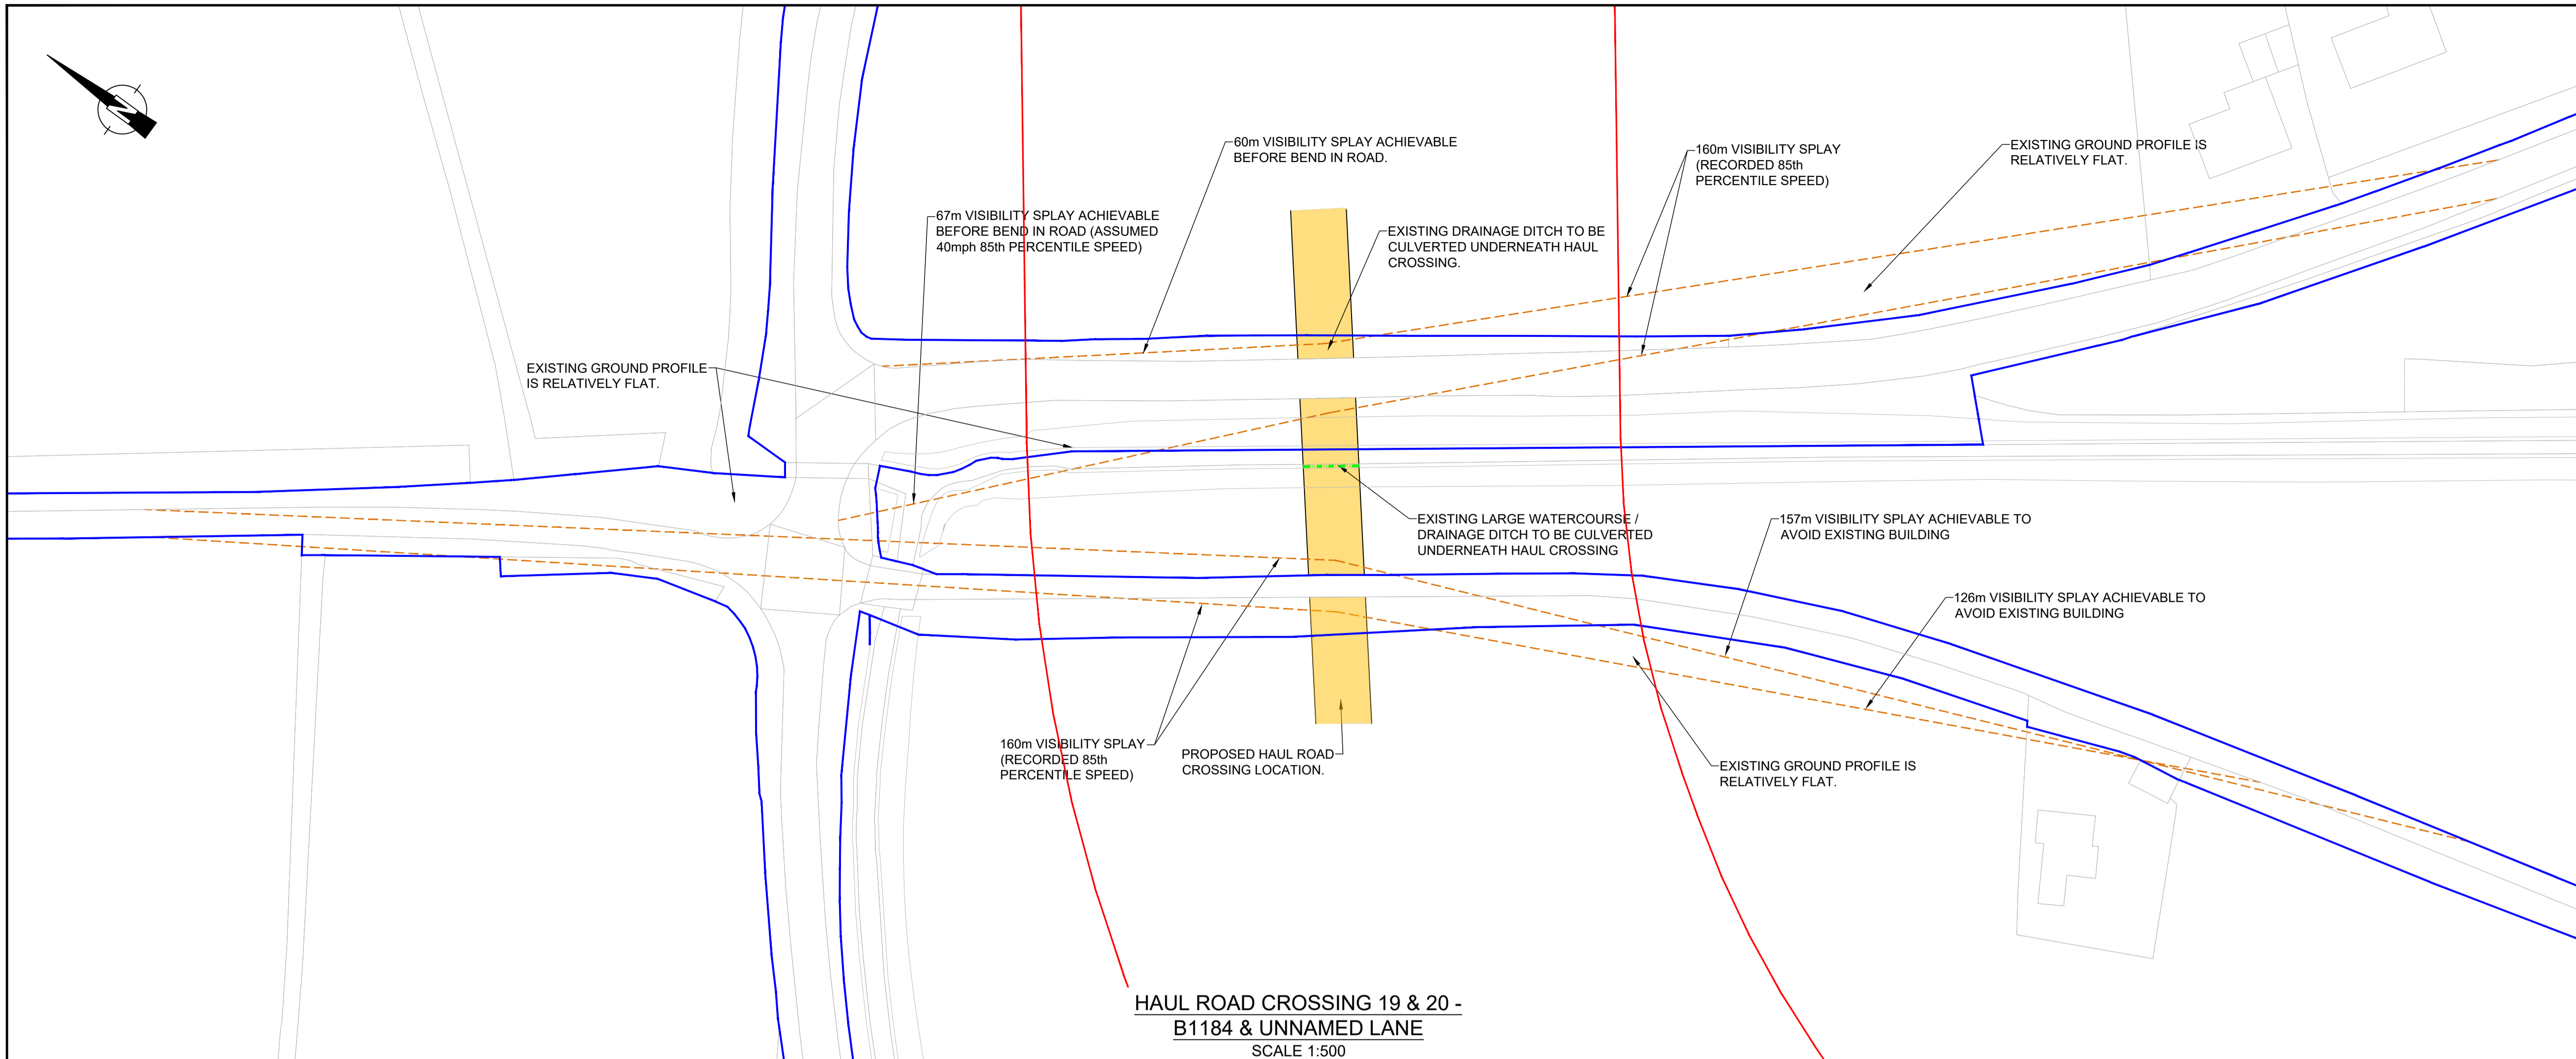 N
60m VISIBILITY SPLAY ACHIEVABLE
BEFORE BEND IN ROAD.
160m VISIBILITY SPLAY
(RECORDED 85th
PERCENTILE SPEED)
EXISTING GROUND PROFILE IS
RELATIVELY FLAT.
67m VISIBILITY SPLAY ACHIEVABLE
BEFORE BEND IN ROAD (ASSUMED
40mph 85th PERCENTILE SPEED)
EXISTING DRAINAGE DITCH TO BE
CULVERTED UNDERNEATH HAUL
CROSSING.
EXISTING GROUND PROFILE
IS RELATIVELY FLAT.
EXISTING LARGE WATERCOURSE /
DRAINAGE DITCH TO BE CULVERTED
UNDERNEATH HAUL CROSSING
157m VISIBILITY SPLAY ACHIEVABLE TO
AVOID EXISTING BUILDING
126m VISIBILITY SPLAY ACHIEVABLE TO
AVOID EXISTING BUILDING
160m VISIBILITY SPLAY
(RECORDED 85th
PERCENTILE SPEED)
PROPOSED HAUL ROAD
CROSSING LOCATION.
EXISTING GROUND PROFILE IS
RELATIVELY FLAT.
HAUL ROAD CROSSING 19 & 20 -
B1184 & UNNAMED LANE
SCALE 1:500